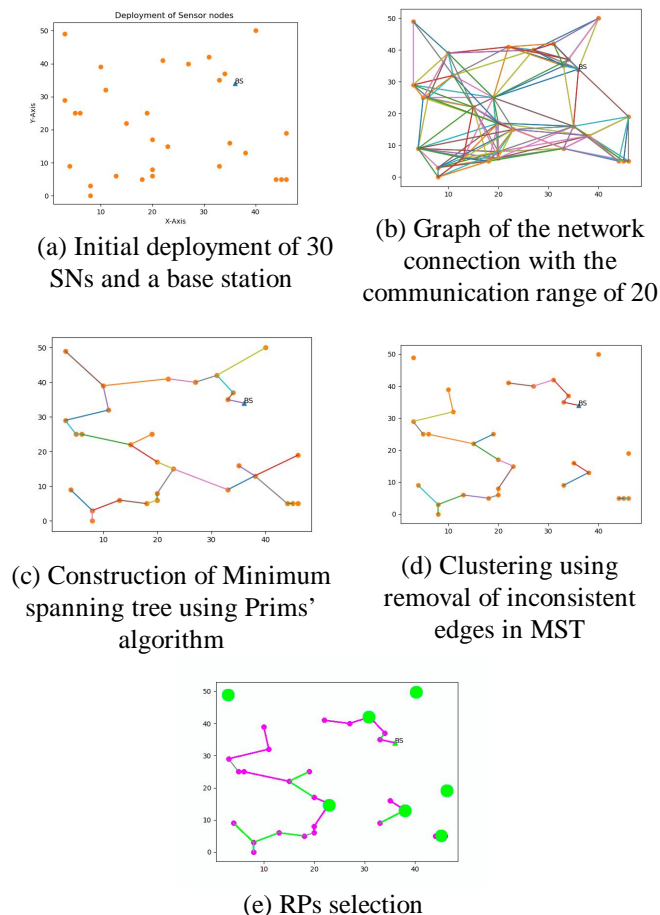 Deployment of Sensor nodes
50
40
30
20
10
0
Y-Axis
BS
10 20 30 40
X-Axis
(a) Initial deployment of 30
SNs and a base station
50
40
30
20
10
0
BS
10 20 30 40
(b) Graph of the network
connection with the
communication range of 20
50
40
30
20
10
0
BS
10 20 30 40
(c) Construction of Minimum
spanning tree using Prims'
algorithm
50
40
30
20
10
0
BS
10 20 30 40
(d) Clustering using
removal of inconsistent
edges in MST
50
40
30
20
10
0
BS
10 20 30 40
(e) RPs selection